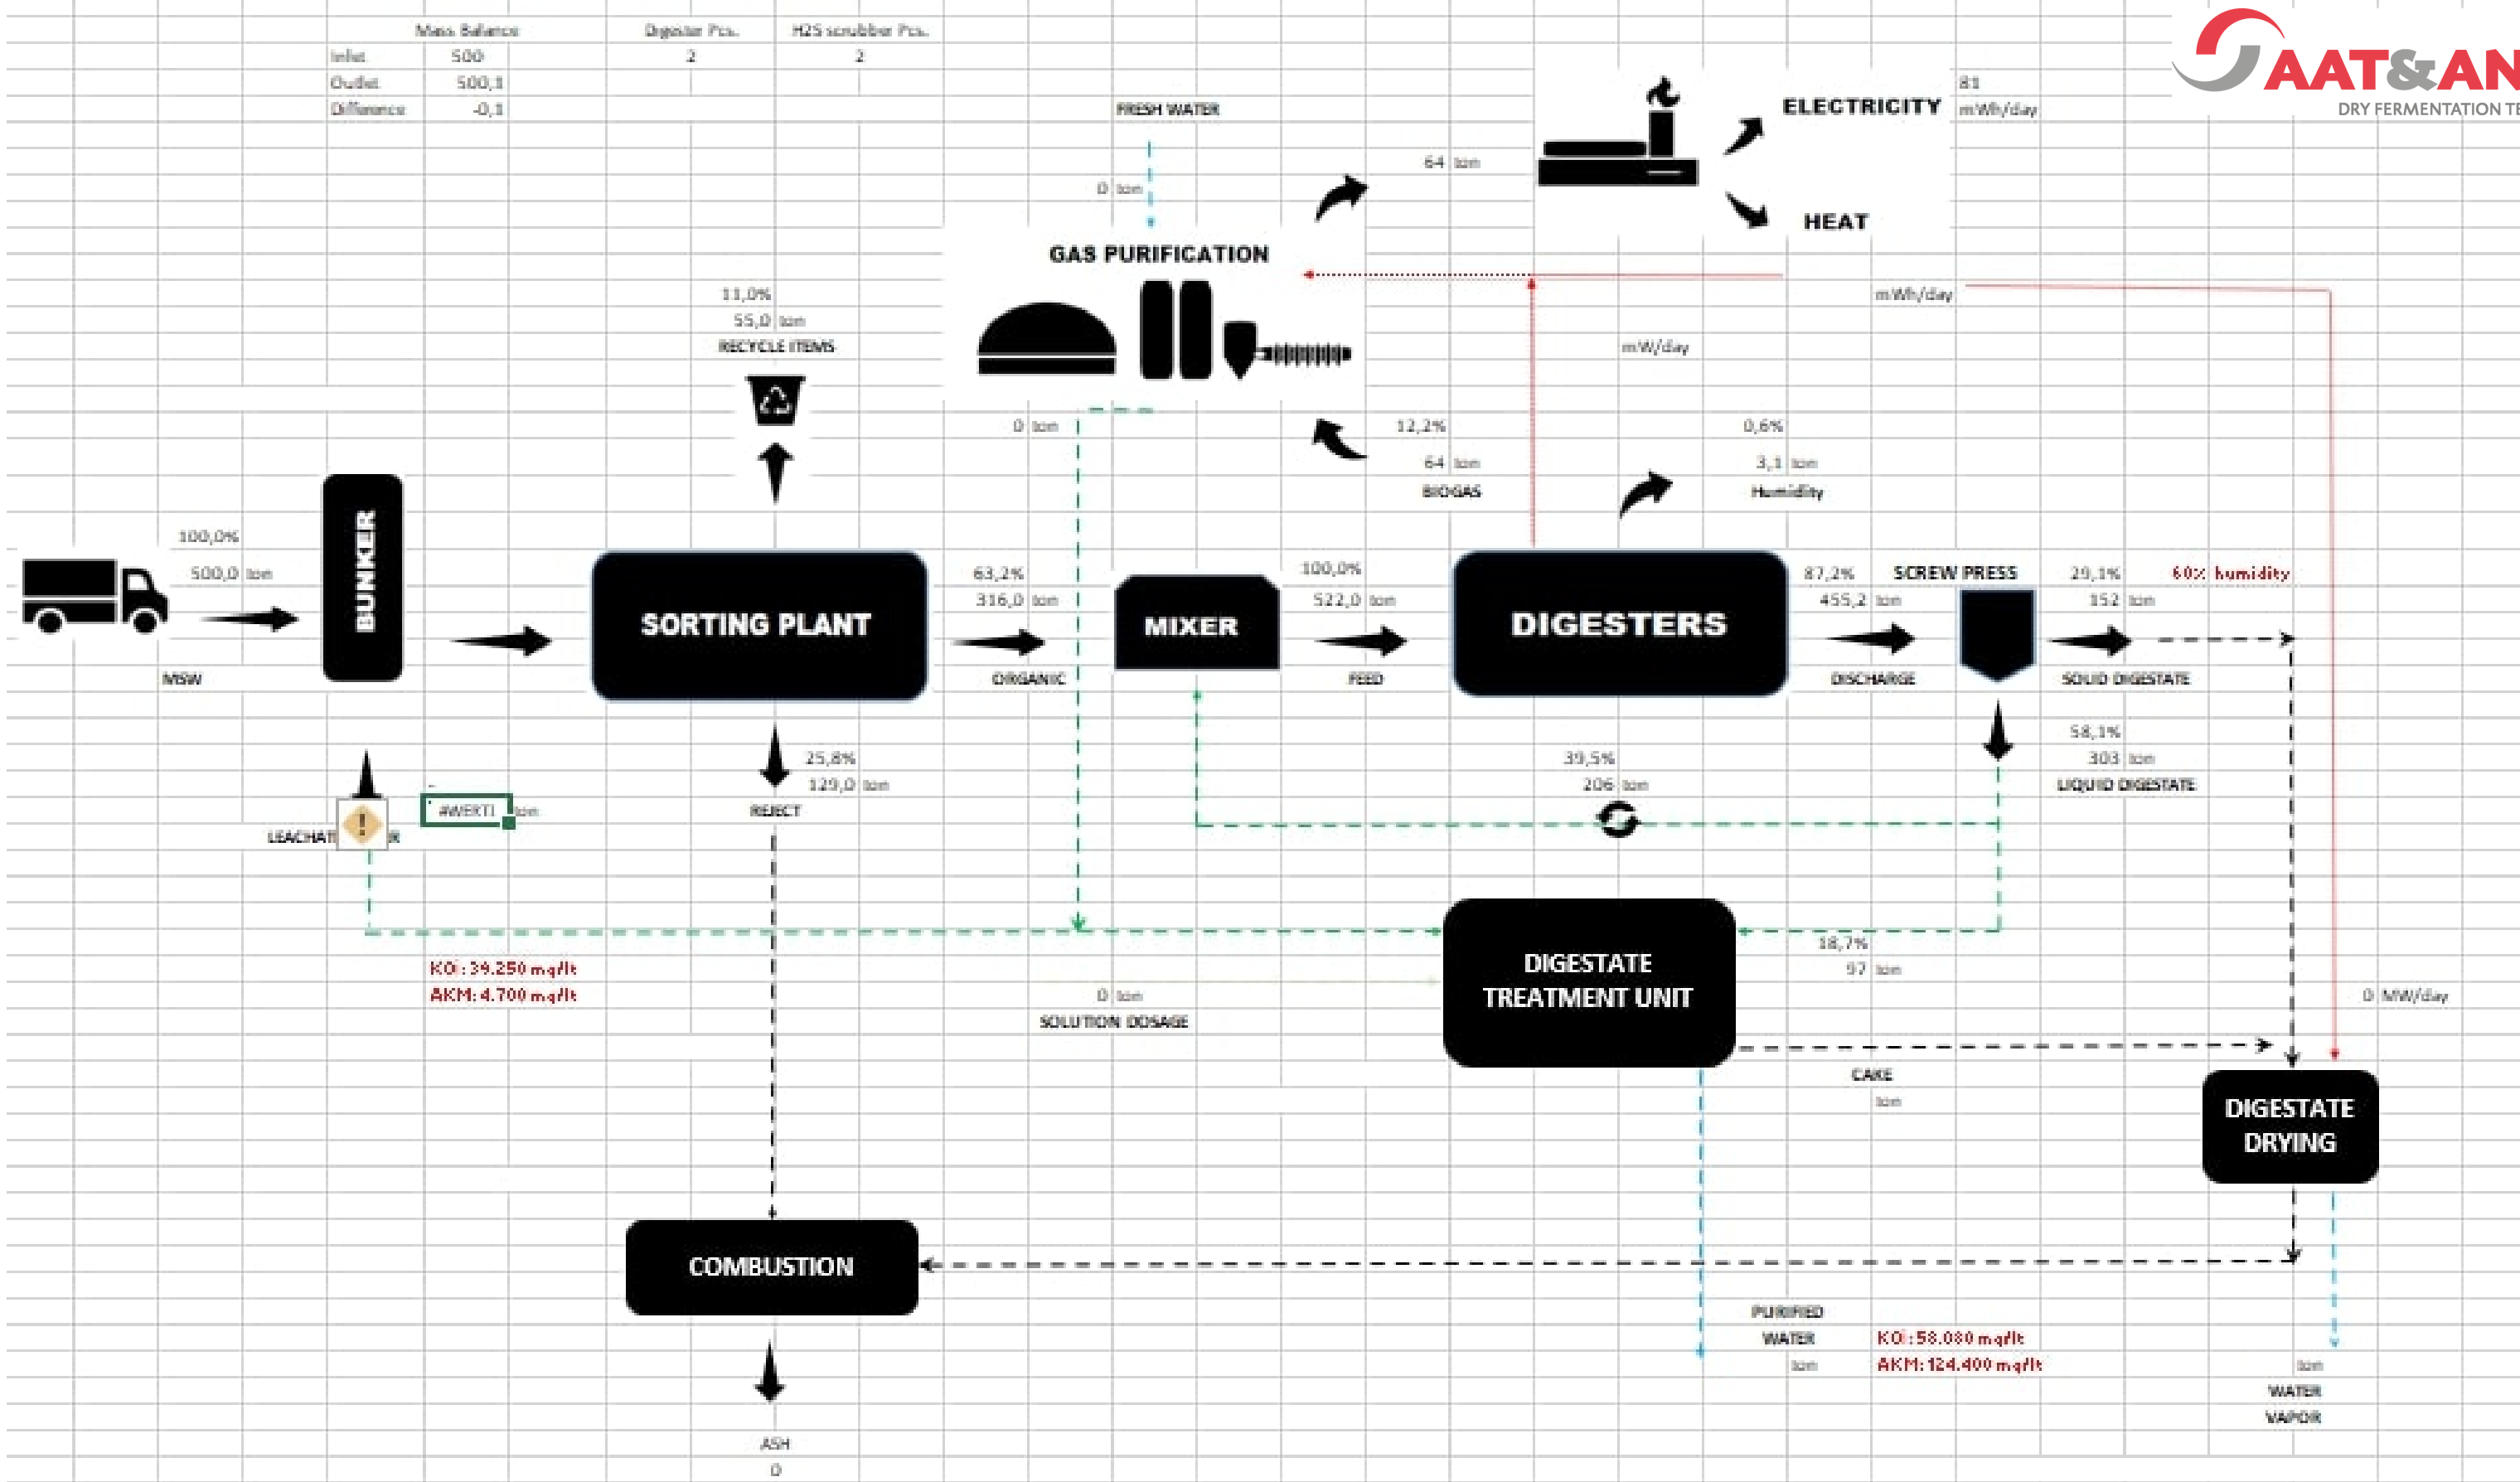 Mass Balance
Inlet 500
Outlet 500,1
Difference -0,1
Digester Pcs.
2
H2S scrubber Pcs.
2
AAT&AN
DRY FERMENTATION TE
FRESH WATER
0 ton
64 ton
ELECTRICITY
81
mWh/day
HEAT
GAS PURIFICATION
mWh/day
mW/day
11,0%
55,0 ton
RECYCLE ITEMS
0 ton
12,2%
64 ton
BIOGAS
0,6%
3,1 ton
Humidity
100,0%
500,0 ton
MSW
BUNKER
SORTING PLANT
63,2%
316,0 ton
ORGANIC
MIXER
100,0%
522,0 ton
FEED
DIGESTERS
87,2%
455,2 ton
DISCHARGE
SCREW PRESS
29,1%
152 ton
60% humidity
SOLID DIGESTATE
58,1%
303 ton
LIQUID DIGESTATE
25,8%
129,0 ton
REJECT
39,5%
206 ton
#WERT! ton
LEACHAT R
KOİ: 39.250 mg/lt
AKM: 4.700 mg/lt
0 ton
SOLUTION DOSAGE
DIGESTATE
TREATMENT UNIT
18,7%
97 ton
0 MW/day
CAKE
ton
DIGESTATE
DRYING
COMBUSTION
PURIFIED
WATER
ton
KOİ: 58.080 mg/lt
AKM: 124.400 mg/lt
ton
WATER
VAPOR
ASH
0